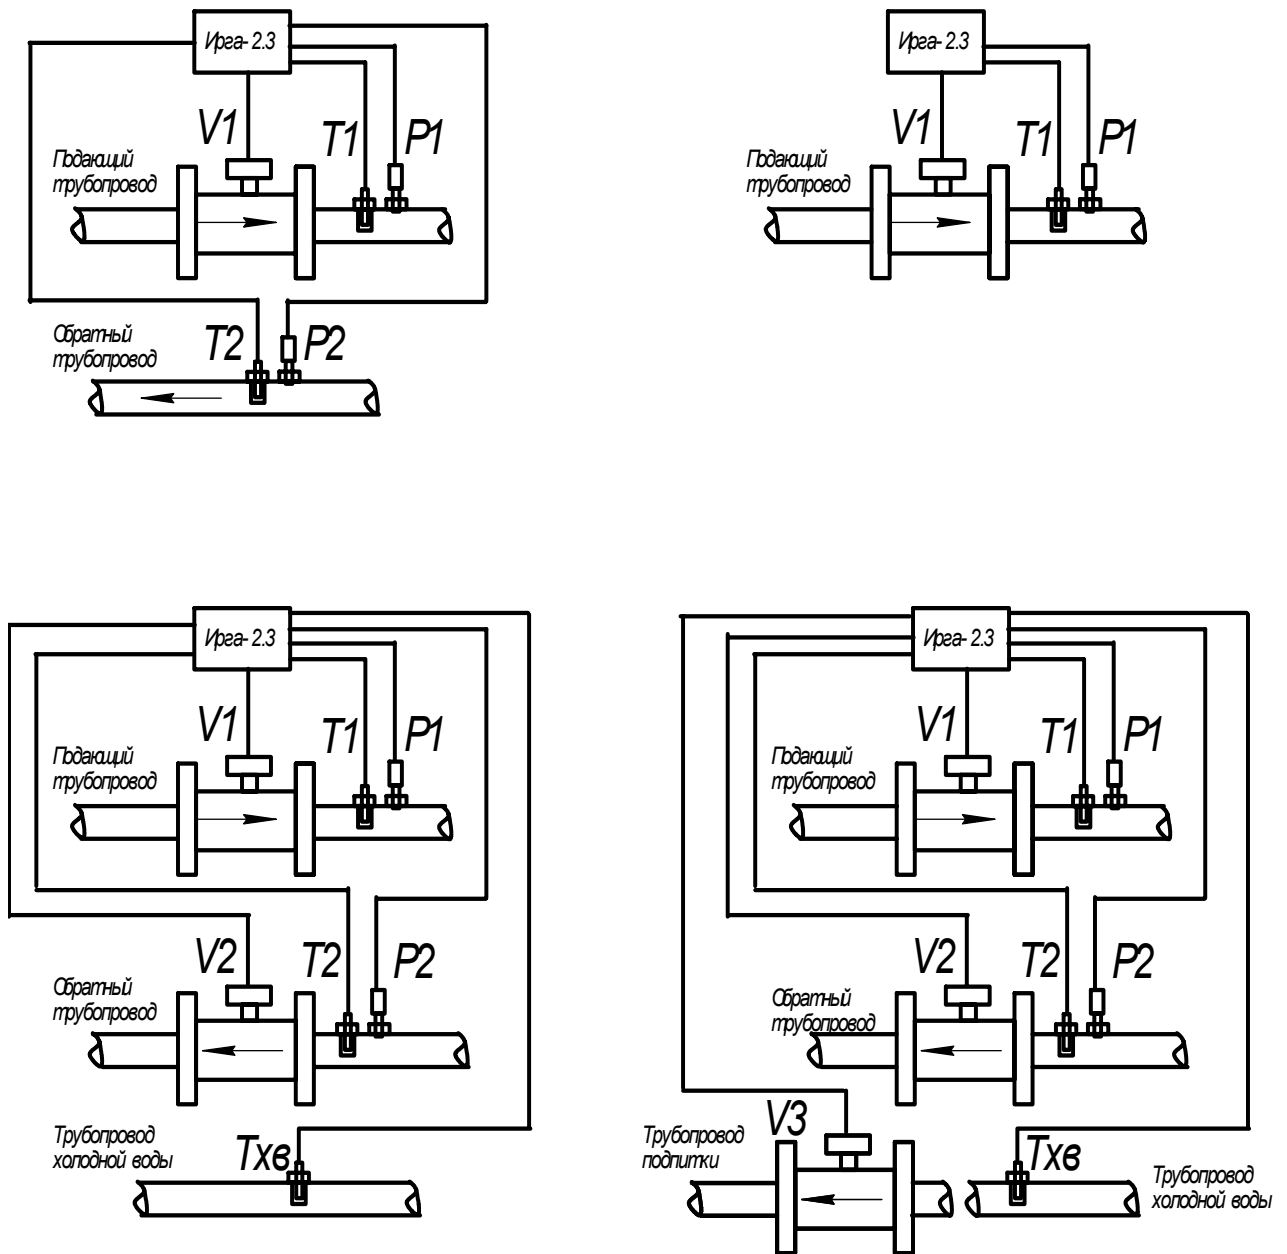 Ирга- 2.3
V1
T1
P1
Подающий
трубопровод
T2
P2
Обратный
трубопровод
Ирга- 2.3
V1
T1
P1
Подающий
трубопровод
Ирга- 2.3
V1
T1
P1
Подающий
трубопровод
V2
T2
P2
Обратный
трубопровод
Трубопровод
холодной воды
Тхв
Ирга- 2.3
V1
T1
P1
Подающий
трубопровод
V2
T2
P2
Обратный
трубопровод
V3
Трубопровод
подпитки
Тхв
Трубопровод
холодной воды